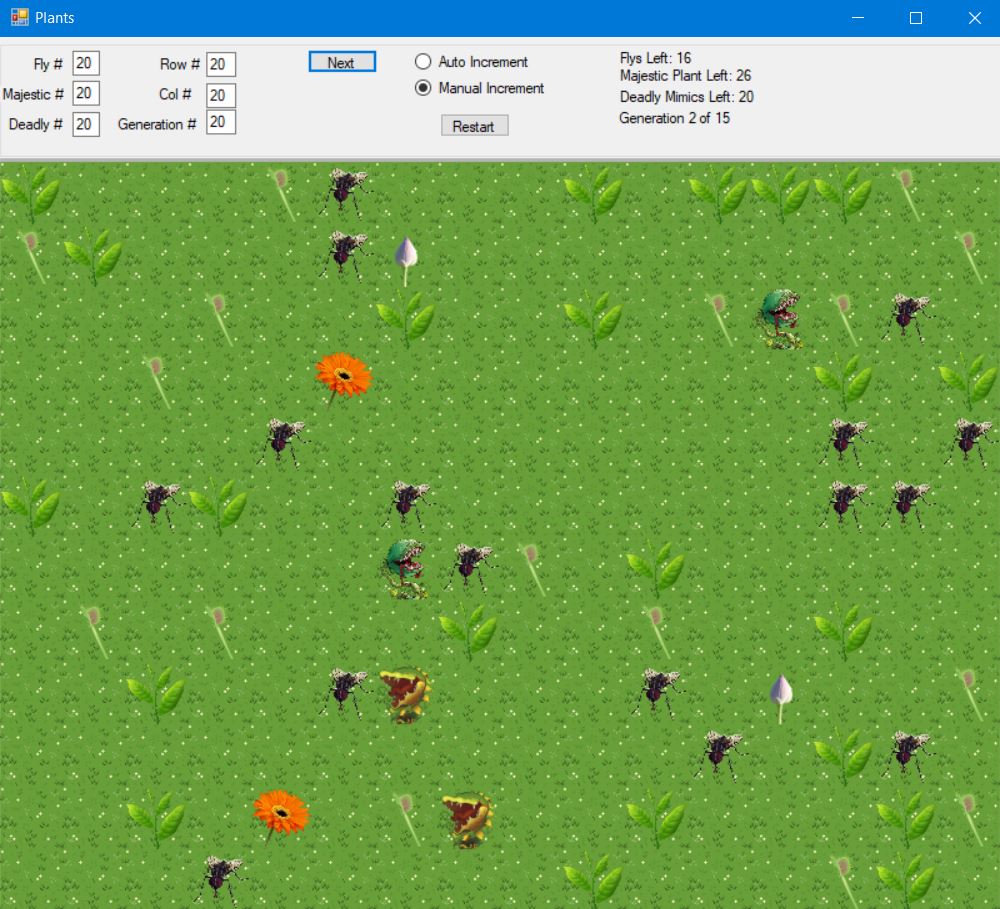 Plants
Fly # 20 Row # 20 Next Auto Increment Flys Left: 16
Majestic Plant Left: 26
Majestic # 20 Col # 20 Manual Increment Deadly Mimics Left: 20
Deadly # 20 Generation # 20 Restart Generation 2 of 15